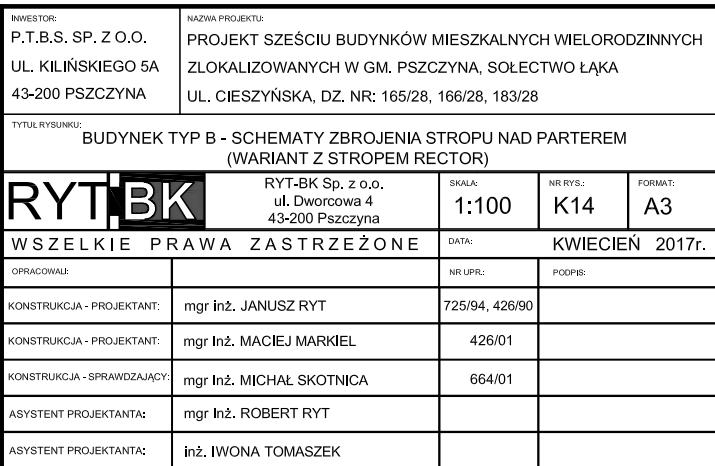 INWESTOR:
P.T.B.S. SP. Z O.O.
UL. KILIŃSKIEGO 5A
43-200 PSZCZYNA
NAZWA PROJEKTU:
PROJEKT SZEŚCIU BUDYNKÓW MIESZKALNYCH WIELORODZINNYCH
ZLOKALIZOWANYCH W GM. PSZCZYNA, SOŁECTWO ŁĄKA
UL. CIESZYŃSKA, DZ. NR: 165/28, 166/28, 183/28
TYTUŁ RYSUNKU:
BUDYNEK TYP B - SCHEMATY ZBROJENIA STROPU NAD PARTEREM
(WARIANT Z STROPEM RECTOR)
RYT-BK
RYT-BK Sp. z o.o.
ul. Dworcowa 4
43-200 Pszczyna
SKALA:
1:100
NR RYS.:
K14
FORMAT:
A3
WSZELKIE PRAWA ZASTRZEŻONE
DATA:
KWIECIEŃ 2017r.
OPRACOWALI:
NR UPR.:
PODPIS:
KONSTRUKCJA - PROJEKTANT:
mgr inż. JANUSZ RYT
725/94, 426/90
KONSTRUKCJA - PROJEKTANT:
mgr inż. MACIEJ MARKIEL
426/01
KONSTRUKCJA - SPRAWDZAJĄCY:
mgr inż. MICHAŁ SKOTNICA
664/01
ASYSTENT PROJEKTANTA:
mgr inż. ROBERT RYT
ASYSTENT PROJEKTANTA:
inż. IWONA TOMASZEK